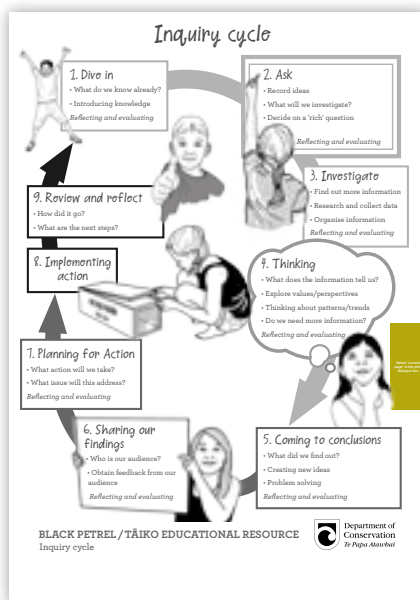 Inquiry cycle
1. Dive in
• What do we know already?
• Introducing knowledge
Reflecting and evaluating
2. Ask
• Record ideas
• What will we investigate?
• Decide on a 'rich' question
Reflecting and evaluating
3. Investigate
• Find out more information
• Research and collect data
• Organise information
Reflecting and evaluating
4. Thinking
• What does the information tell us?
• Explore values/perspectives
• Thinking about patterns/trends
• Do we need more information?
Reflecting and evaluating
5. Coming to conclusions
• What did we find out?
• Creating new ideas
• Problem solving
Reflecting and evaluating
6. Sharing our
findings
• Who is our audience?
• Obtain feedback from our
audience
Reflecting and evaluating
7. Planning for Action
• What action will we take?
• What issue will this address?
Reflecting and evaluating
8. Implementing
action
9. Review and reflect
• How did it go?
• What are the next steps?
BLACK PETREL / TĀIKO EDUCATIONAL RESOURCE
Inquiry cycle
Department of
Conservation
Te Papa Atawhai